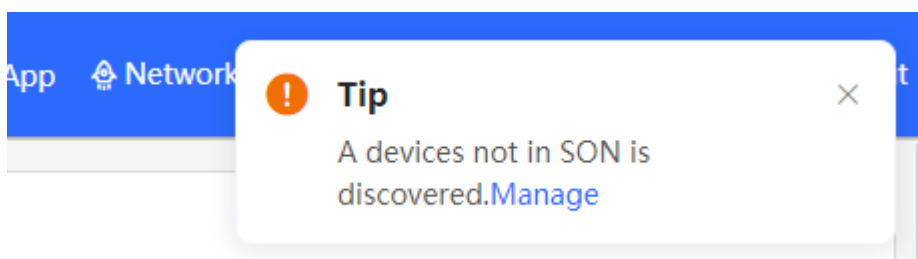 App Network
t
Tip
A devices not in SON is
discovered.Manage